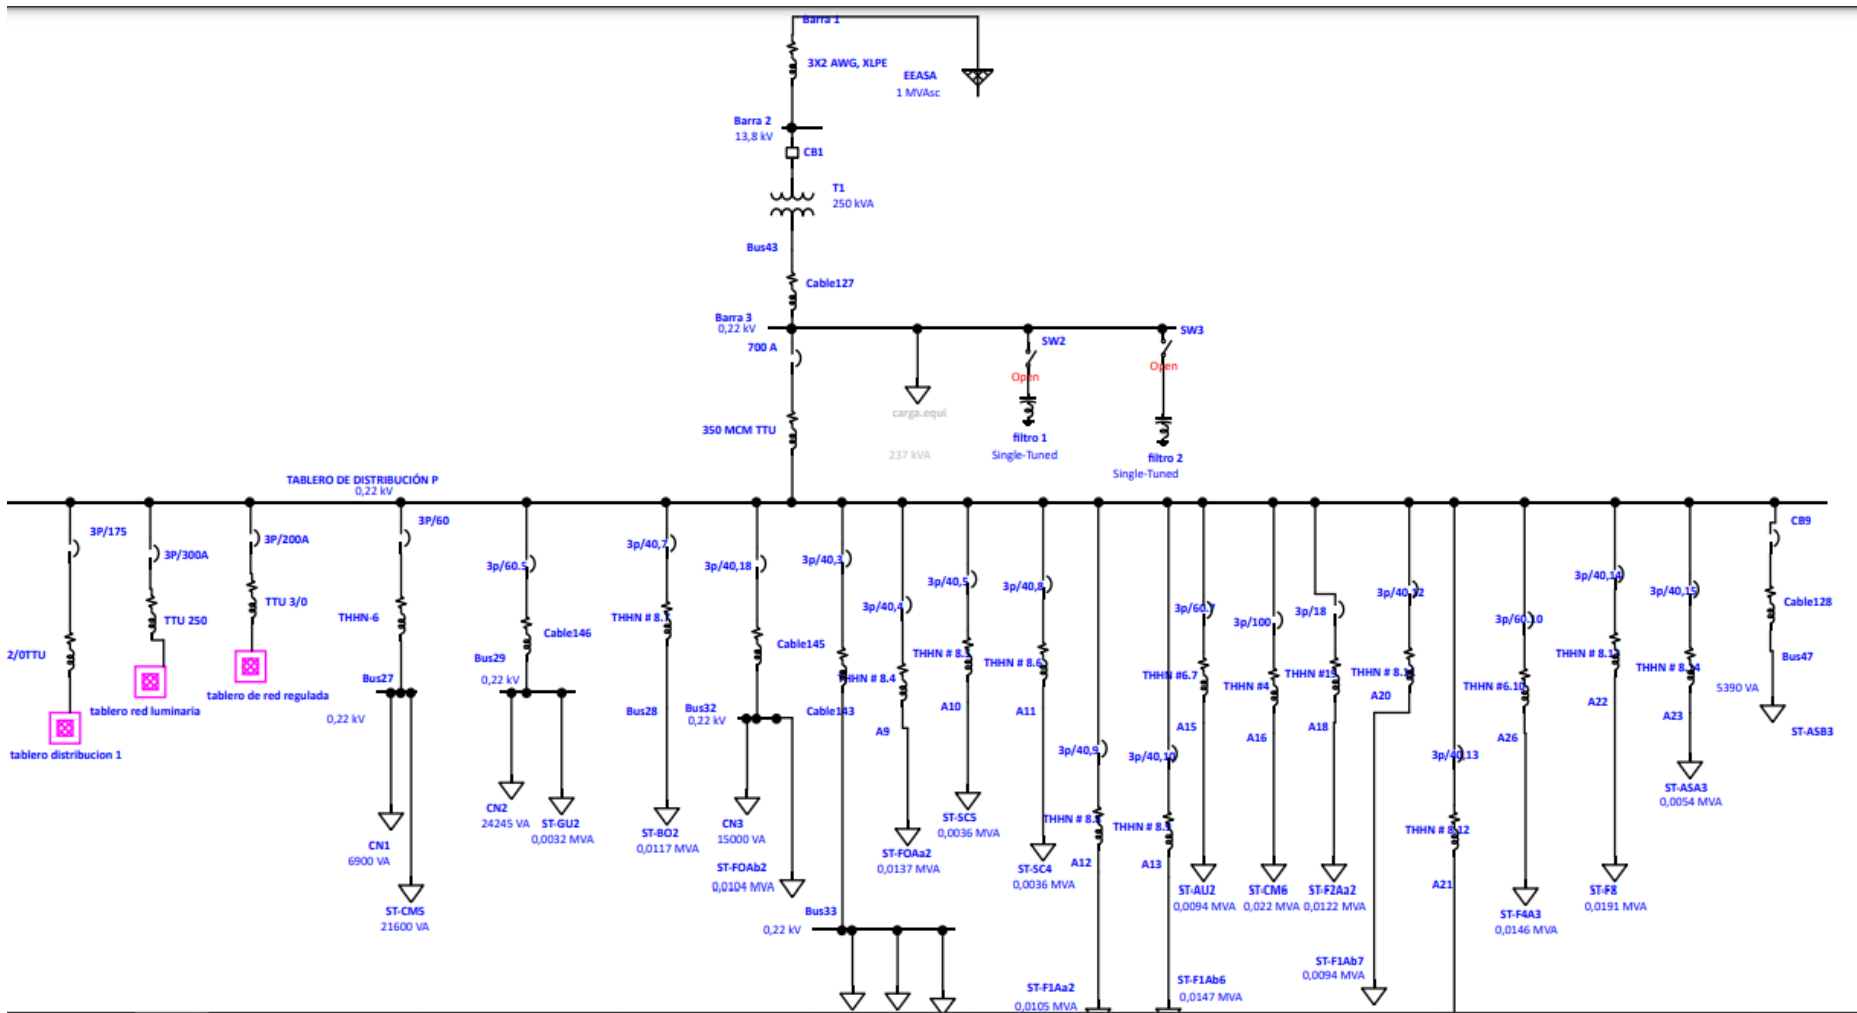 Barra 1
3X2 AWG, XLPE
EEASA
1 MVAsc
Barra 2
13,8 kV
CB1
T1
250 kVA
Bus43
Cable127
Barra 3
0,22 kV
SW3
SW2
700 A
Open
Open
carga.equi
350 MCM TTU
filtro 1
237 kVA
Single-Tuned
filtro 2
Single-Tuned
TABLERO DE DISTRIBUCIÓN P
0,22 kV
3P/175
3P/300A
3P/200A
3P/60
3p/60.5
3p/40,7
3p/40,18
3p/40,3
3p/40,4
3p/40,5
3p/40,8
3p/40,9
3p/40,10
3p/60.7
3p/100
3p/18
3p/40,12
3p/40,13
3p/60.10
3p/40,14
3p/40,15
CB9
2/0TTU
TTU 250
TTU 3/0
THHN-6
Cable146
Cable145
THHN # 8.4
THHN # 8.6
THHN #6.7
THHN #4
THHN #6.10
THHN # 8.12
Cable128
Bus27
0,22 kV
Bus29
0,22 kV
Bus28
Bus32
0,22 kV
Cable143
A9
A10
A11
A12
A13
A15
A16
A18
A20
A21
A26
A22
A23
Bus47
tablero distribucion 1
tablero red luminaria
tablero de red regulada
CN1
6900 VA
ST-CM5
21600 VA
CN2
24245 VA
ST-GU2
0,0032 MVA
ST-BO2
0,0117 MVA
CN3
15000 VA
ST-FOAb2
0,0104 MVA
Bus33
0,22 kV
ST-FOAa2
0,0137 MVA
ST-SC5
0,0036 MVA
ST-SC4
0,0036 MVA
ST-F1Aa2
0,0105 MVA
ST-F1Ab6
0,0147 MVA
ST-AU2
0,0094 MVA
ST-CM6
0,022 MVA
ST-F2Aa2
0,0122 MVA
ST-F1Ab7
0,0094 MVA
ST-F4A3
0,0146 MVA
ST-F8
0,0191 MVA
ST-ASA3
0,0054 MVA
5390 VA
ST-ASB3